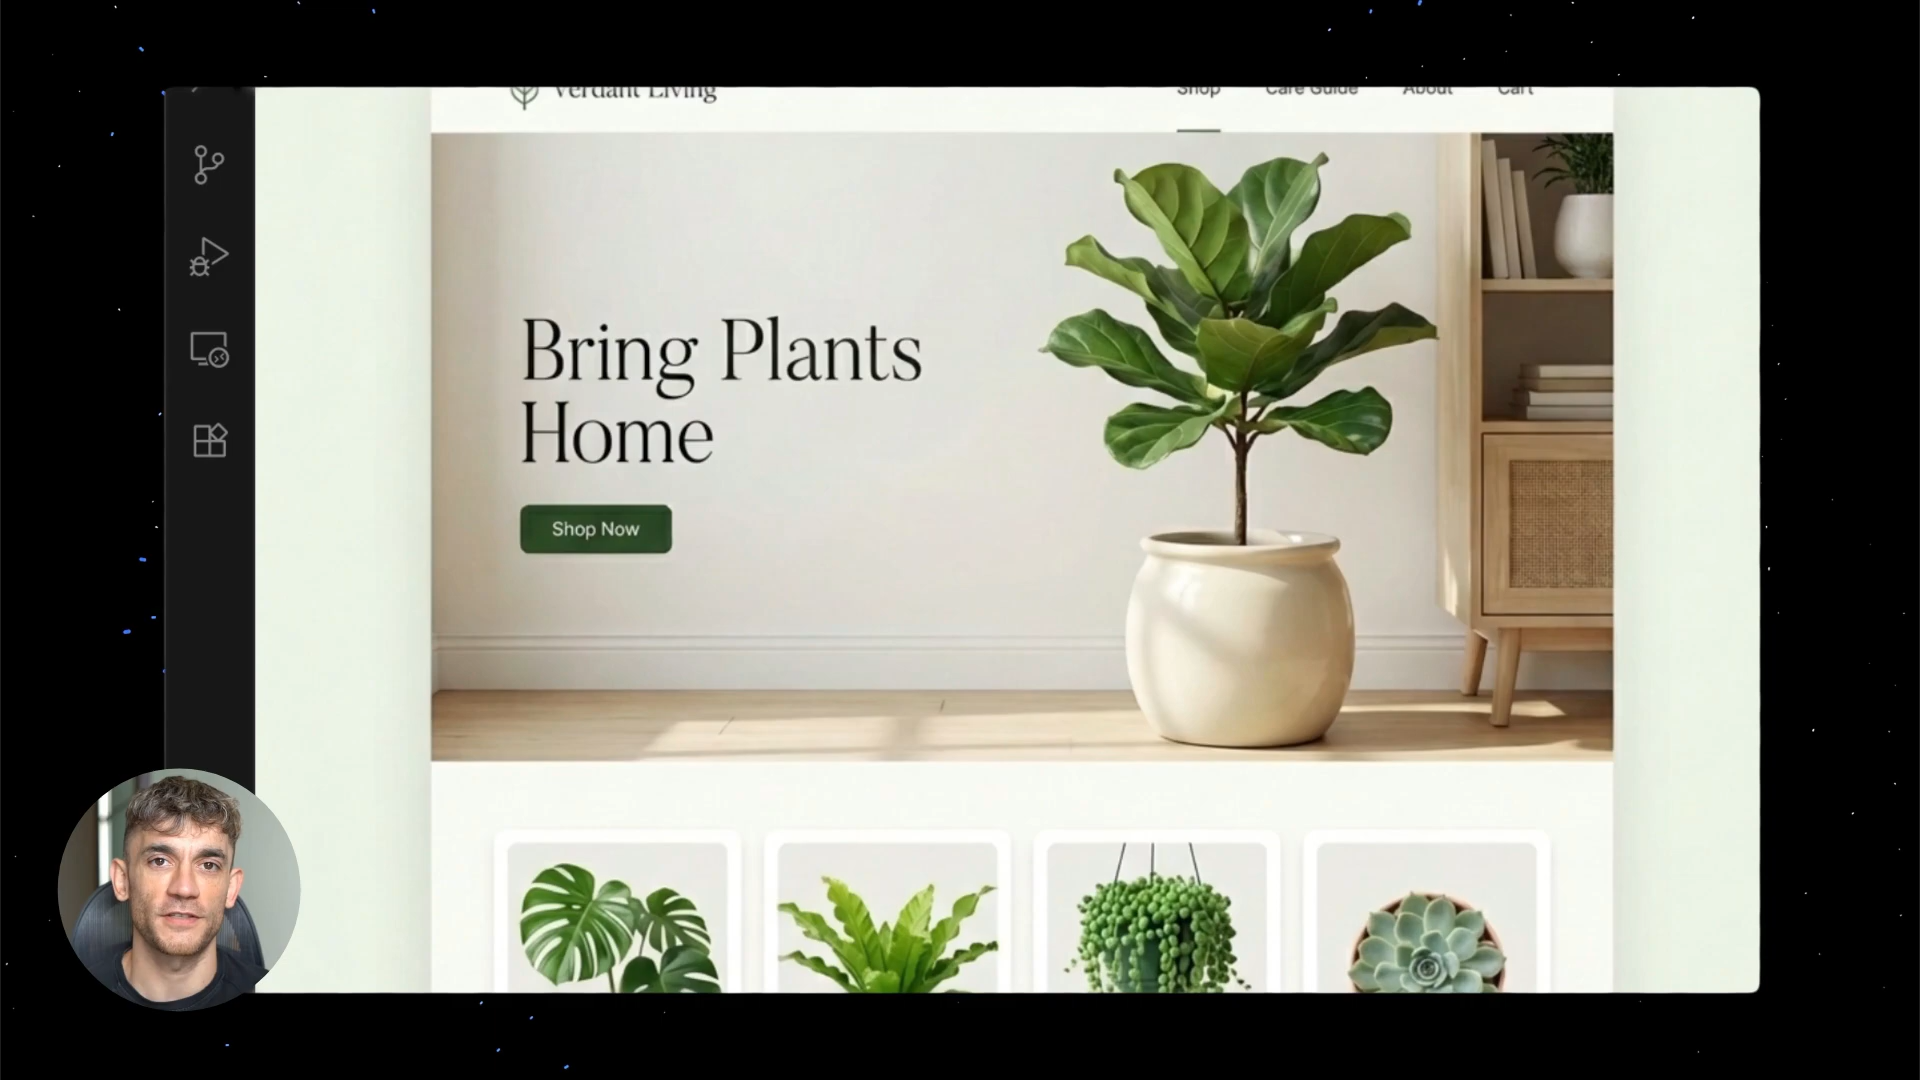 Verdant Living
Shop Care Guide About Cart
Bring Plants
Home
Shop Now